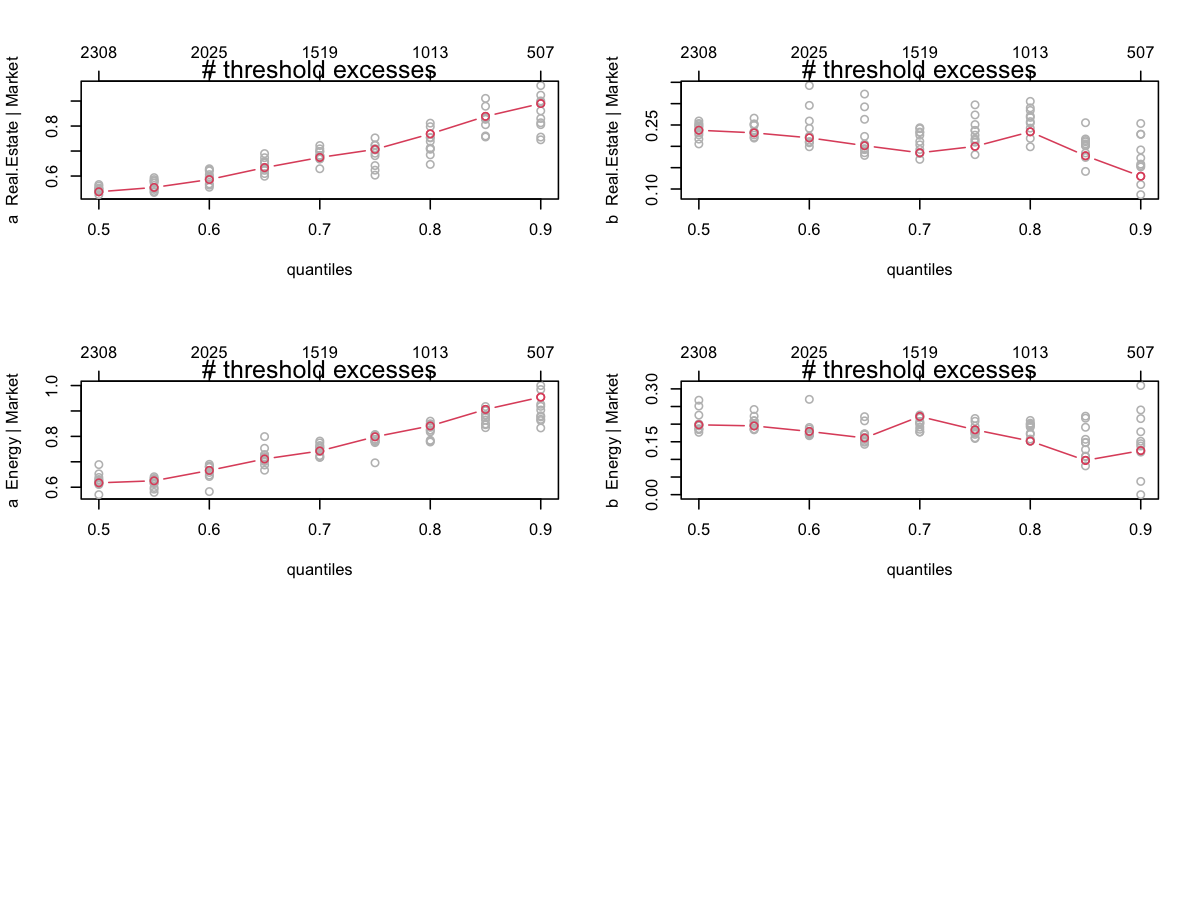 2308 2025 1519 1013 507
# threshold excesses
a Real.Estate | Market
0.6 0.8
0.5 0.6 0.7 0.8 0.9
quantiles
2308 2025 1519 1013 507
# threshold excesses
b Real.Estate | Market
0.10 0.25
0.5 0.6 0.7 0.8 0.9
quantiles
2308 2025 1519 1013 507
# threshold excesses
a Energy | Market
0.6 0.8 1.0
0.5 0.6 0.7 0.8 0.9
quantiles
2308 2025 1519 1013 507
# threshold excesses
b Energy | Market
0.00 0.15 0.30
0.5 0.6 0.7 0.8 0.9
quantiles